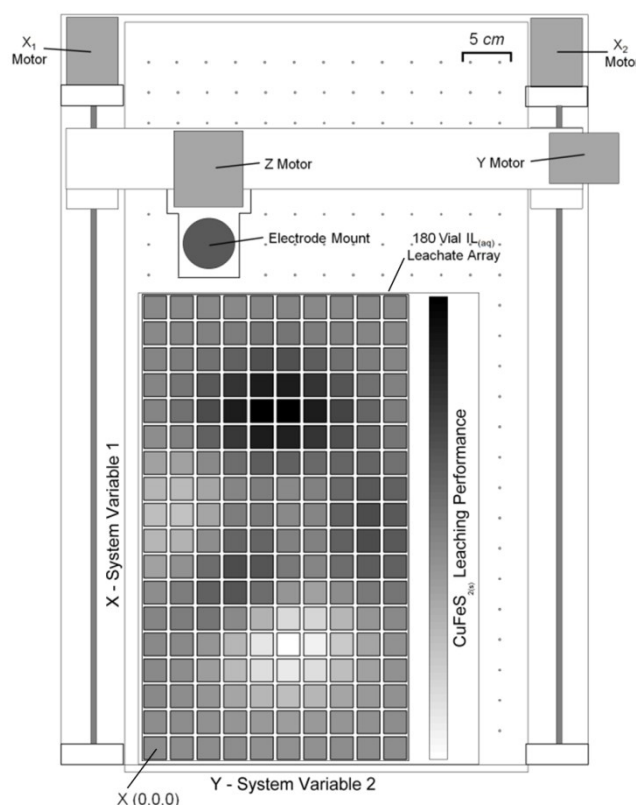 X₁
Motor
5 cm
X₂
Motor
Z Motor
Y Motor
Electrode Mount
180 Vial IL(aq)
Leachate Array
X - System Variable 1
CuFeS2(s) Leaching Performance
X (0.0.0)
Y - System Variable 2